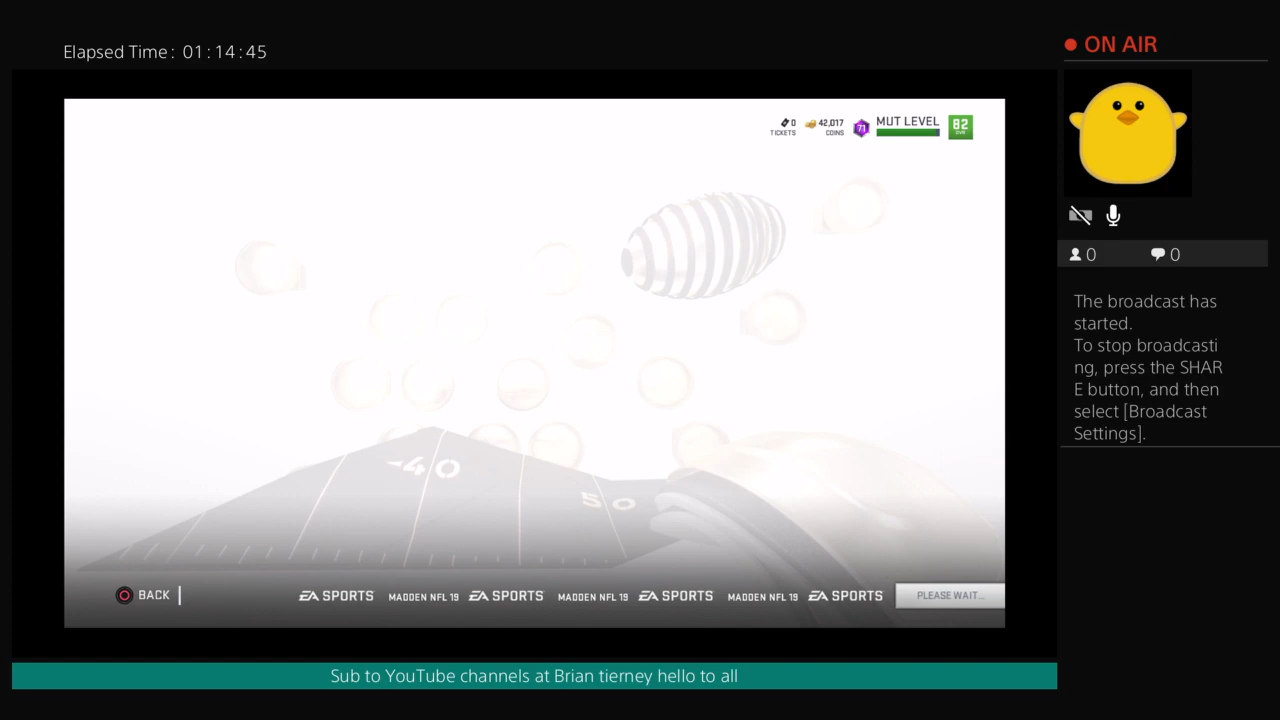 Elapsed Time: 01:14:45
ON AIR
0 TICKETS
42,017 COINS
71
MUT LEVEL
82
OVR
0
0
The broadcast has
started.
To stop broadcasti
ng, press the SHAR
E button, and then
select [Broadcast
Settings].
-40
50
BACK
EA SPORTS MADDEN NFL 19 EA SPORTS MADDEN NFL 19 EA SPORTS MADDEN NFL 19 EA SPORTS
PLEASE WAIT...
Sub to YouTube channels at Brian tierney hello to all